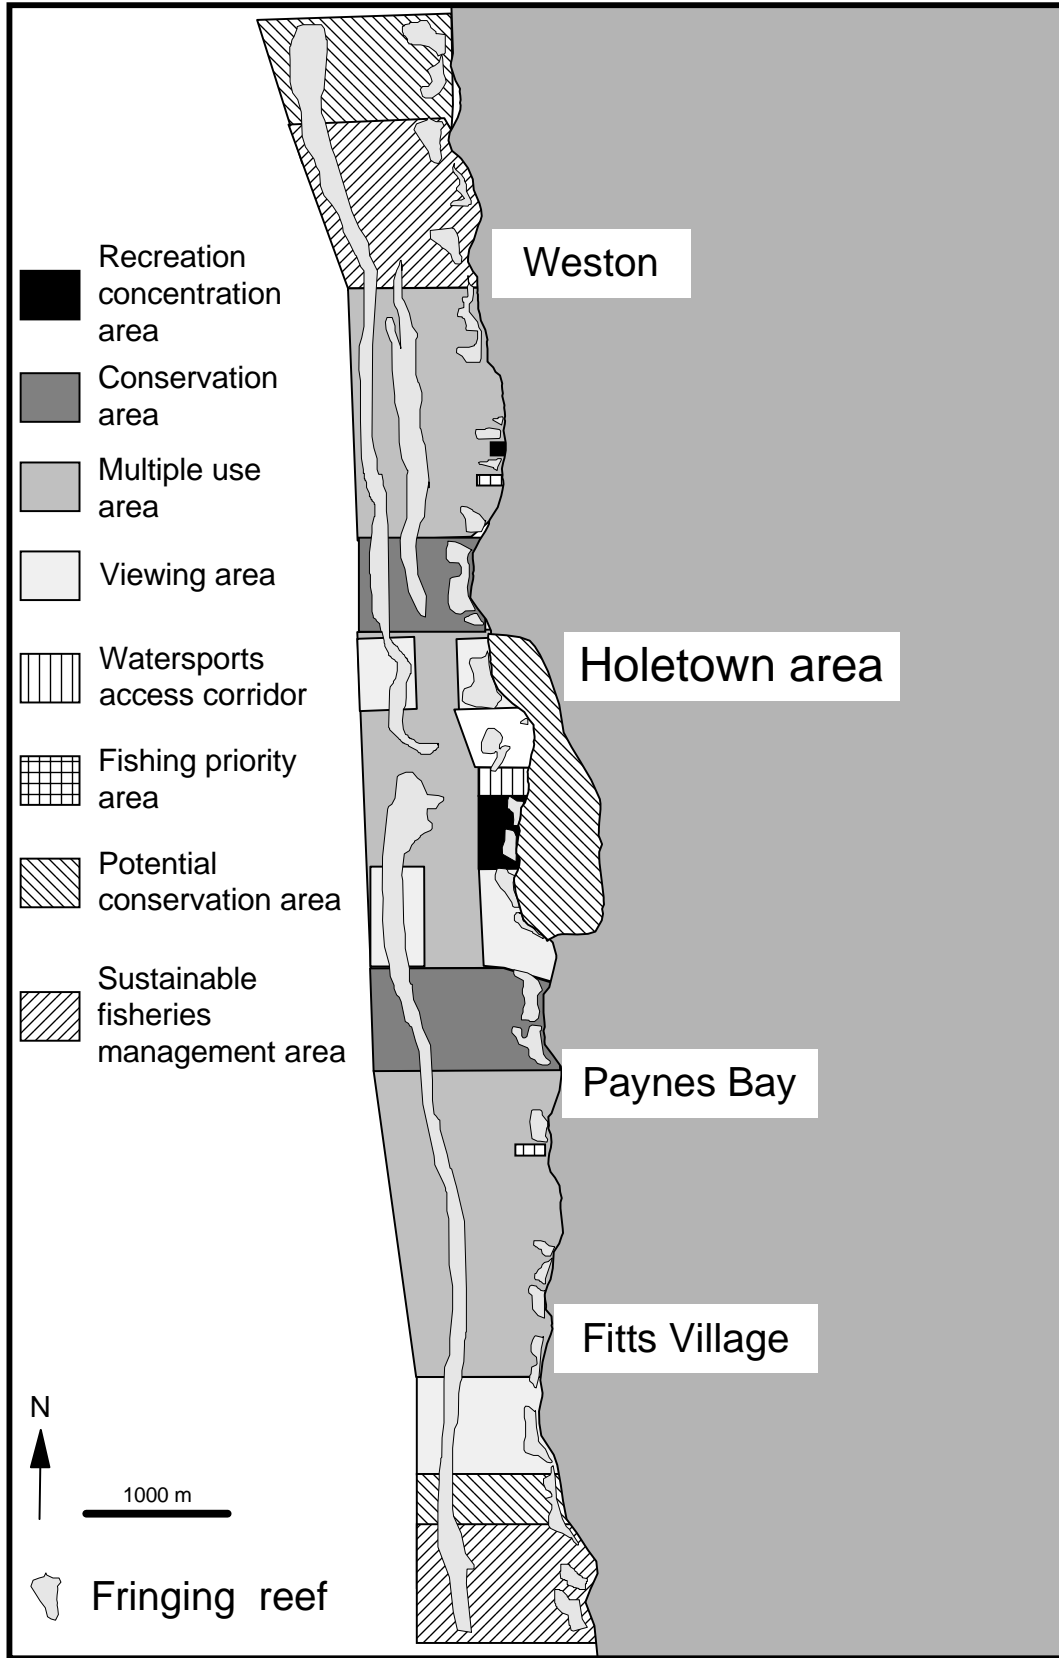 Recreation
concentration
area
Conservation
area
Multiple use
area
Viewing area
Watersports
access corridor
Fishing priority
area
Potential
conservation area
Sustainable
fisheries
management area
Weston
Holetown area
Paynes Bay
Fitts Village
N
1000 m
Fringing reef